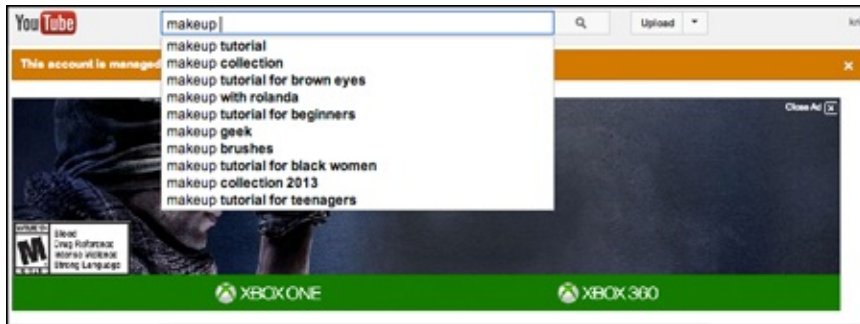 YouTube makeup Upload
makeup tutorial
This account is managed
makeup collection
makeup tutorial for brown eyes
makeup with rolanda
makeup tutorial for beginners
makeup geek
makeup brushes
makeup tutorial for black women
makeup collection 2013
makeup tutorial for teenagers
Close Ad X
M
Blood
Drug Reference
Intense Violence
Strong Language
XBOX ONE XBOX 360